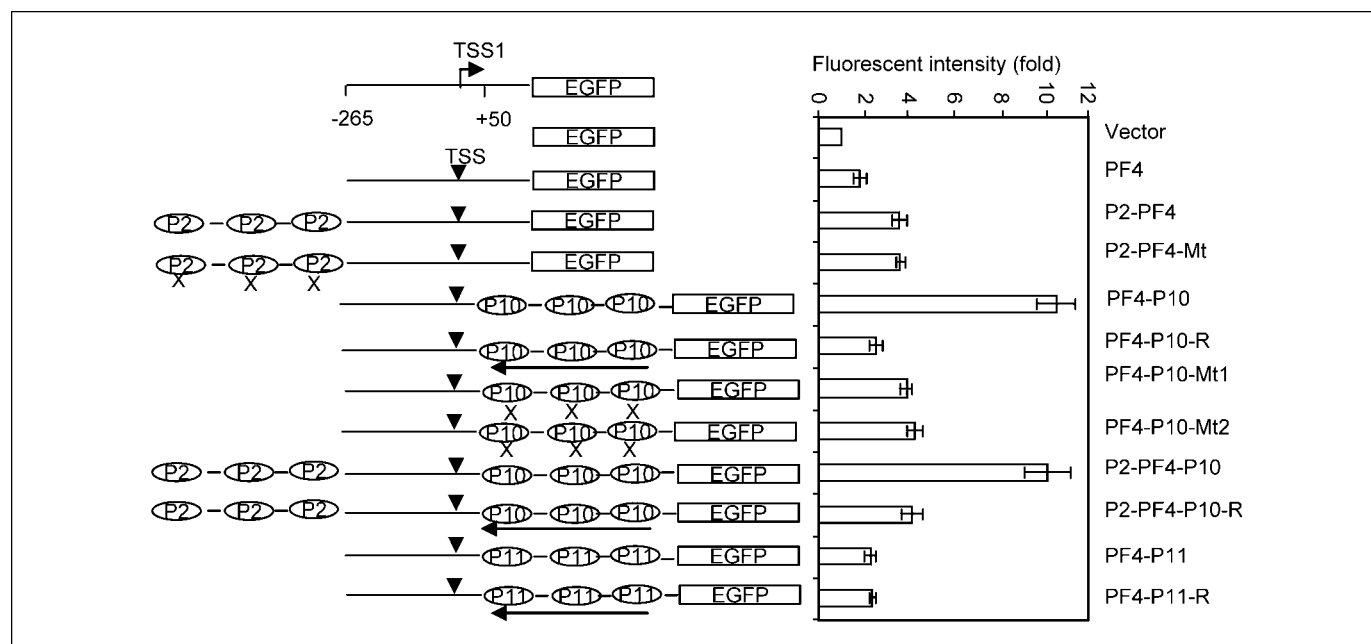 TSS1
Fluorescent intensity (fold)
EGFP
0 2 4 6 8 10 12
-265 +50
EGFP Vector
TSS
EGFP PF4
P2 P2 P2 EGFP P2-PF4
P2 P2 P2 EGFP P2-PF4-Mt
X X X
P10 P10 P10 EGFP PF4-P10
P10 P10 P10 EGFP PF4-P10-R
P10 P10 P10 EGFP PF4-P10-Mt1
X X X
P10 P10 P10 EGFP PF4-P10-Mt2
X X X
P2 P2 P2 P10 P10 P10 EGFP P2-PF4-P10
P2 P2 P2 P10 P10 P10 EGFP P2-PF4-P10-R
P11 P11 P11 EGFP PF4-P11
P11 P11 P11 EGFP PF4-P11-R